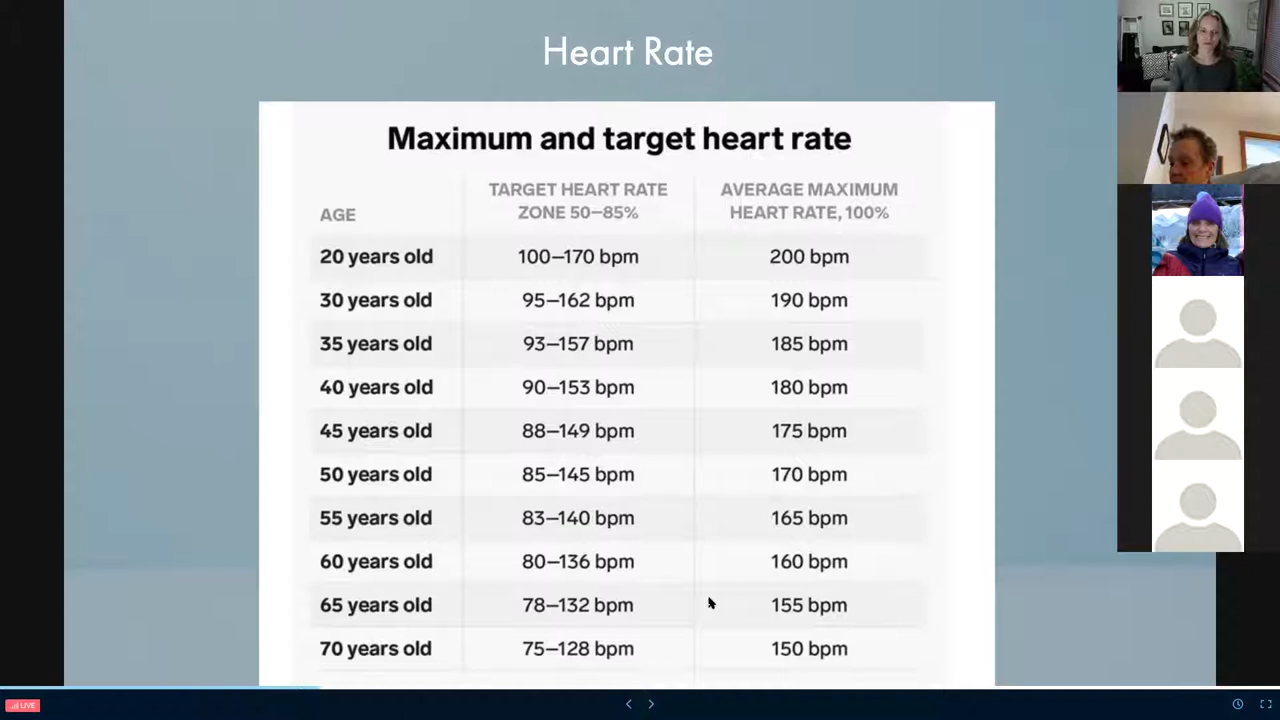 Heart Rate
Maximum and target heart rate
AGE
TARGET HEART RATE
ZONE 50–85%
AVERAGE MAXIMUM
HEART RATE, 100%
20 years old 100–170 bpm 200 bpm
30 years old 95–162 bpm 190 bpm
35 years old 93–157 bpm 185 bpm
40 years old 90–153 bpm 180 bpm
45 years old 88–149 bpm 175 bpm
50 years old 85–145 bpm 170 bpm
55 years old 83–140 bpm 165 bpm
60 years old 80–136 bpm 160 bpm
65 years old 78–132 bpm 155 bpm
70 years old 75–128 bpm 150 bpm
LIVE